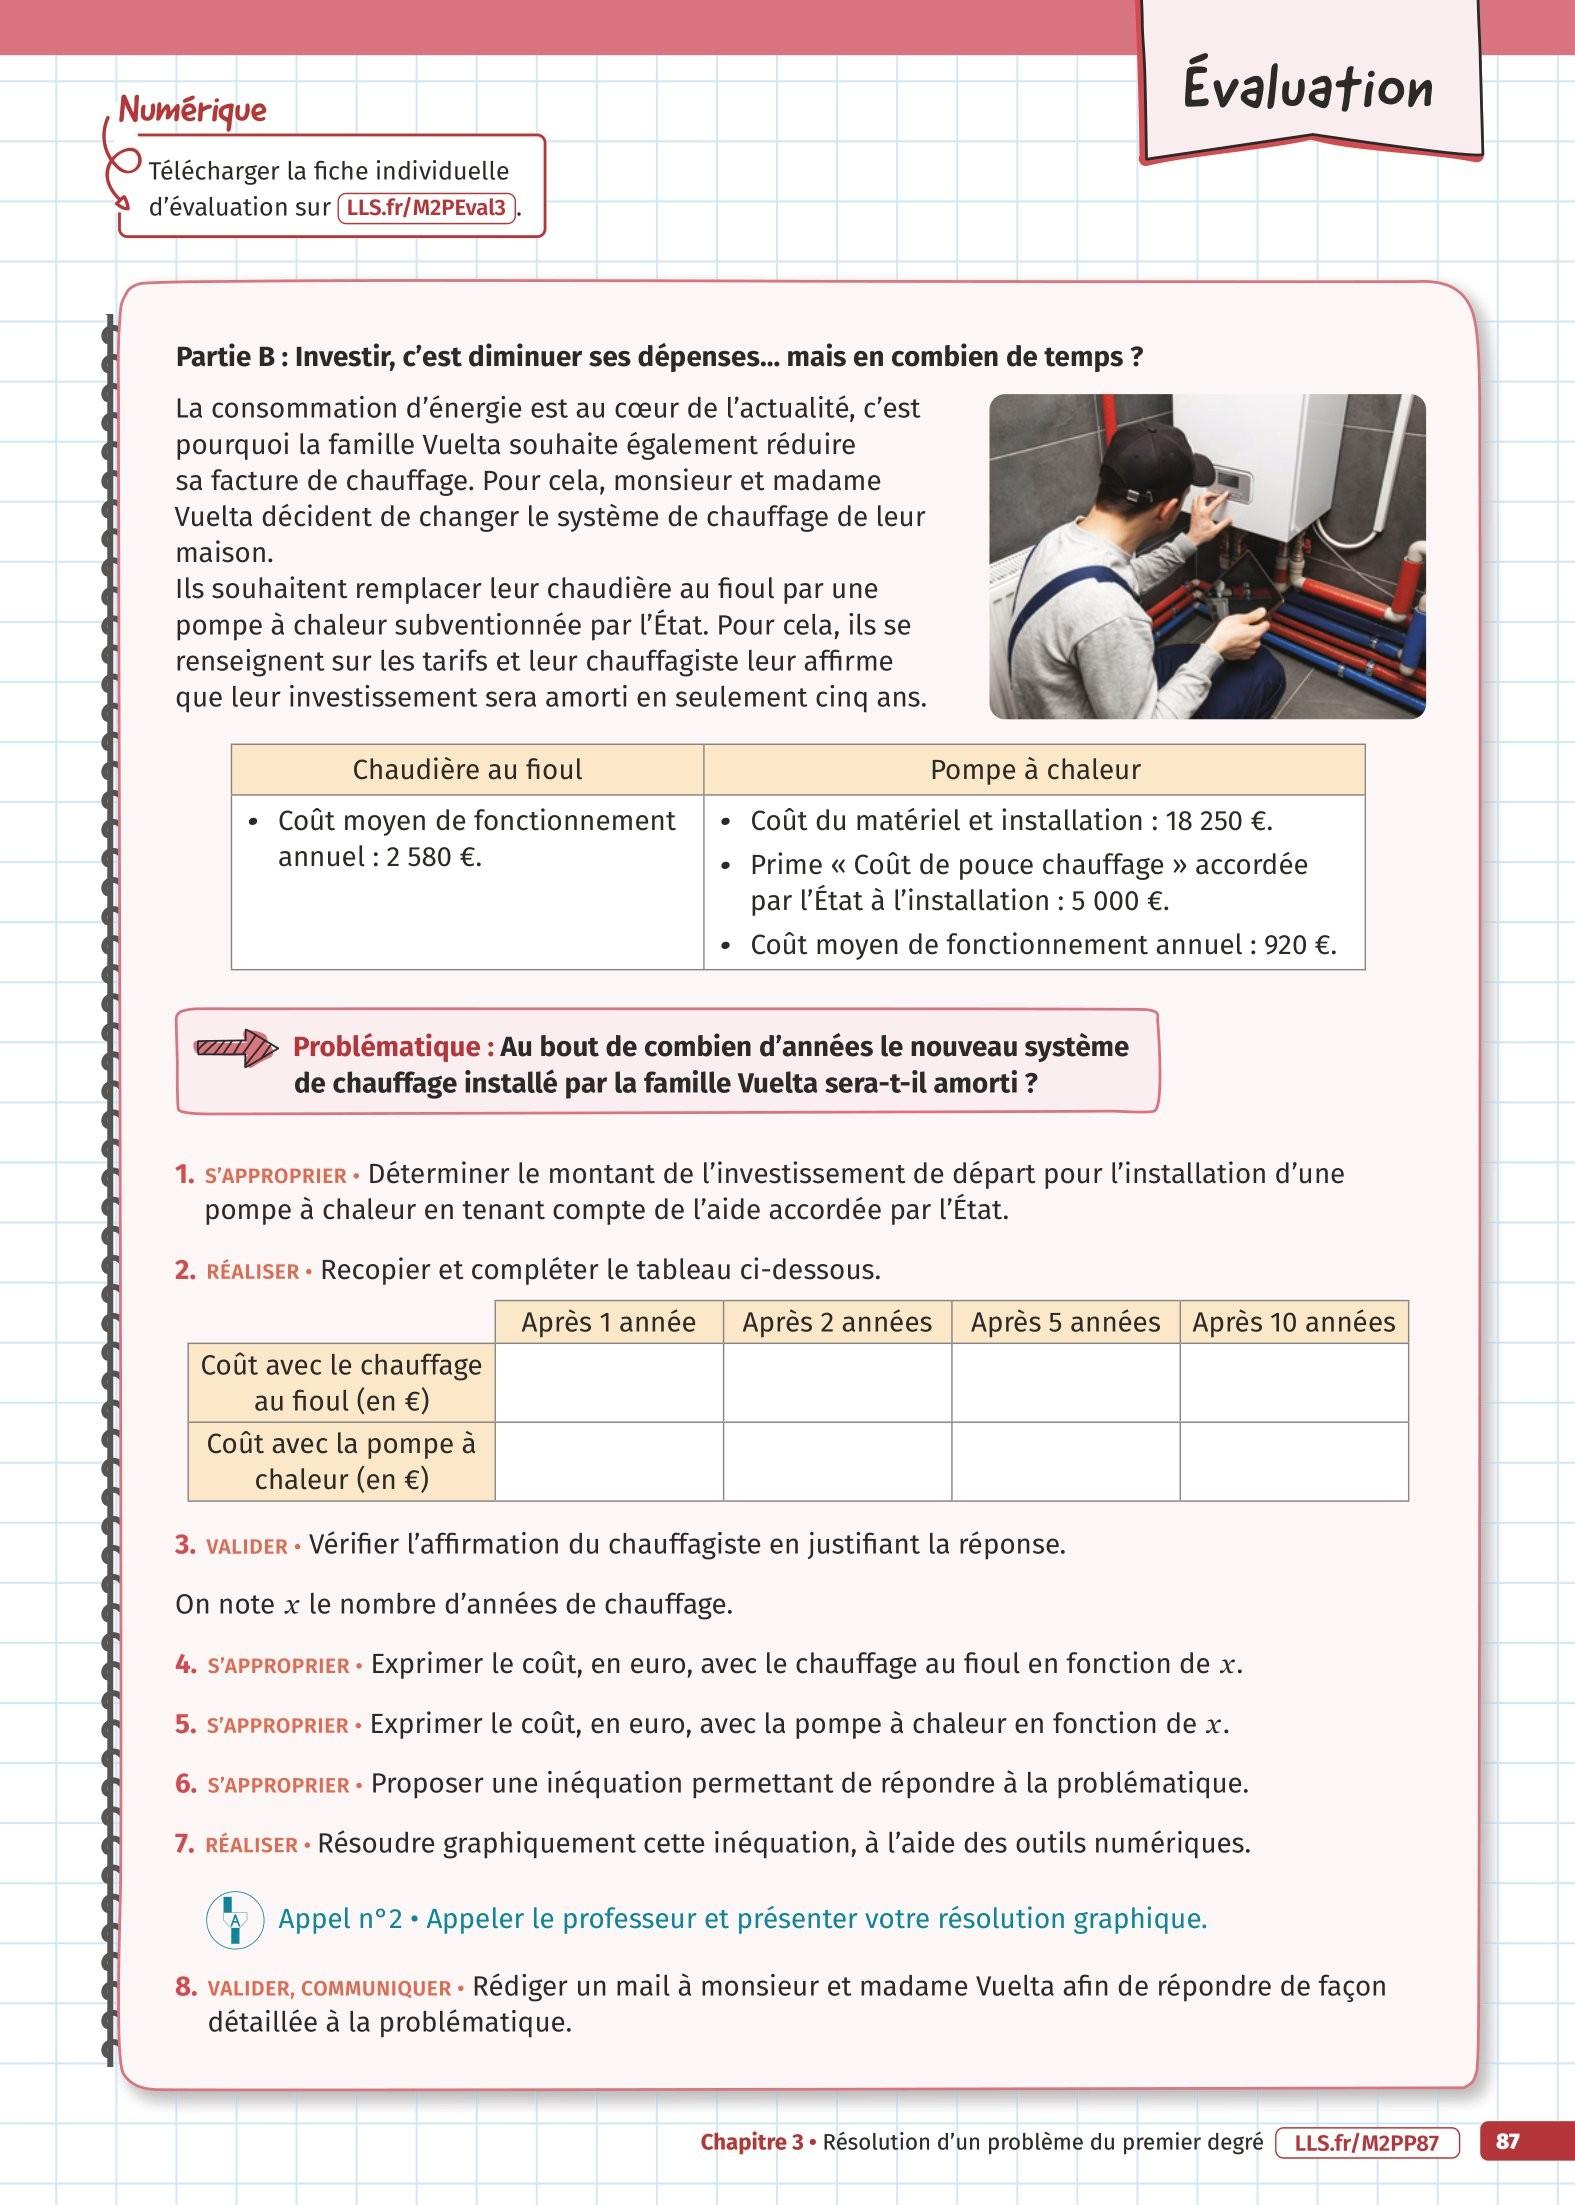 Évaluation
Numérique
Télécharger la fiche individuelle
d'évaluation sur LLS.fr/M2PEval3.
Partie B : Investir, c'est diminuer ses dépenses... mais en combien de temps ?
La consommation d'énergie est au cœur de l'actualité, c'est
pourquoi la famille Vuelta souhaite également réduire
sa facture de chauffage. Pour cela, monsieur et madame
Vuelta décident de changer le système de chauffage de leur
maison.
Ils souhaitent remplacer leur chaudière au fioul par une
pompe à chaleur subventionnée par l'État. Pour cela, ils se
renseignent sur les tarifs et leur chauffagiste leur affirme
que leur investissement sera amorti en seulement cinq ans.
Chaudière au fioul
• Coût moyen de fonctionnement
annuel : 2 580 €.
Pompe à chaleur
• Coût du matériel et installation : 18 250 €.
• Prime « Coût de pouce chauffage » accordée
par l'État à l'installation : 5 000 €.
• Coût moyen de fonctionnement annuel : 920 €.
Problématique : Au bout de combien d'années le nouveau système
de chauffage installé par la famille Vuelta sera-t-il amorti ?
1. S'APPROPRIER • Déterminer le montant de l'investissement de départ pour l'installation d'une
pompe à chaleur en tenant compte de l'aide accordée par l'État.
2. RÉALISER • Recopier et compléter le tableau ci-dessous.
Après 1 année Après 2 années Après 5 années Après 10 années
Coût avec le chauffage
au fioul (en €)
Coût avec la pompe à
chaleur (en €)
3. VALIDER • Vérifier l'affirmation du chauffagiste en justifiant la réponse.
On note x le nombre d'années de chauffage.
4. S'APPROPRIER • Exprimer le coût, en euro, avec le chauffage au fioul en fonction de x.
5. S'APPROPRIER • Exprimer le coût, en euro, avec la pompe à chaleur en fonction de x.
6. S'APPROPRIER • Proposer une inéquation permettant de répondre à la problématique.
7. RÉALISER • Résoudre graphiquement cette inéquation, à l'aide des outils numériques.
A
Appel n°2 • Appeler le professeur et présenter votre résolution graphique.
8. VALIDER, COMMUNIQUER • Rédiger un mail à monsieur et madame Vuelta afin de répondre de façon
détaillée à la problématique.
Chapitre 3 • Résolution d'un problème du premier degré LLS.fr/M2PP87 87